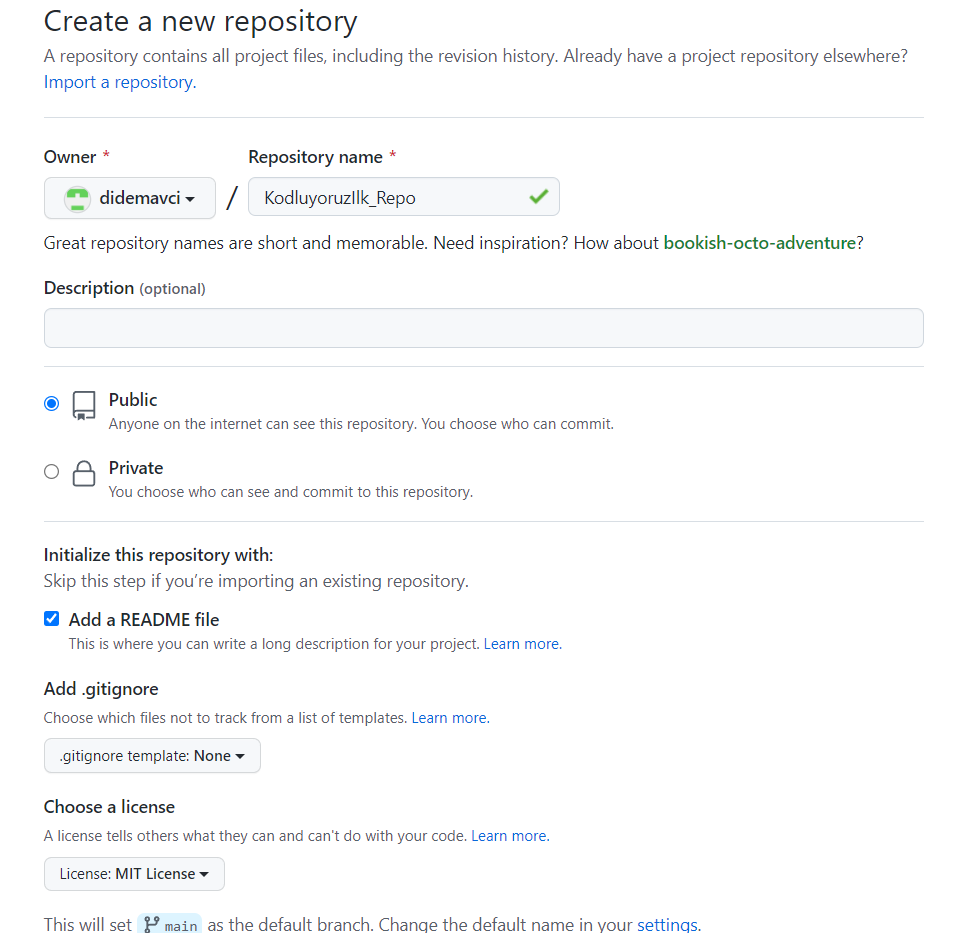 Create a new repository
A repository contains all project files, including the revision history. Already have a project repository elsewhere?
Import a repository.
Owner * Repository name *
didemavci / KodluyoruzIlk_Repo
Great repository names are short and memorable. Need inspiration? How about bookish-octo-adventure?
Description (optional)
Public
Anyone on the internet can see this repository. You choose who can commit.
Private
You choose who can see and commit to this repository.
Initialize this repository with:
Skip this step if you’re importing an existing repository.
Add a README file
This is where you can write a long description for your project. Learn more.
Add .gitignore
Choose which files not to track from a list of templates. Learn more.
.gitignore template: None
Choose a license
A license tells others what they can and can't do with your code. Learn more.
License: MIT License
This will set main as the default branch. Change the default name in your settings.